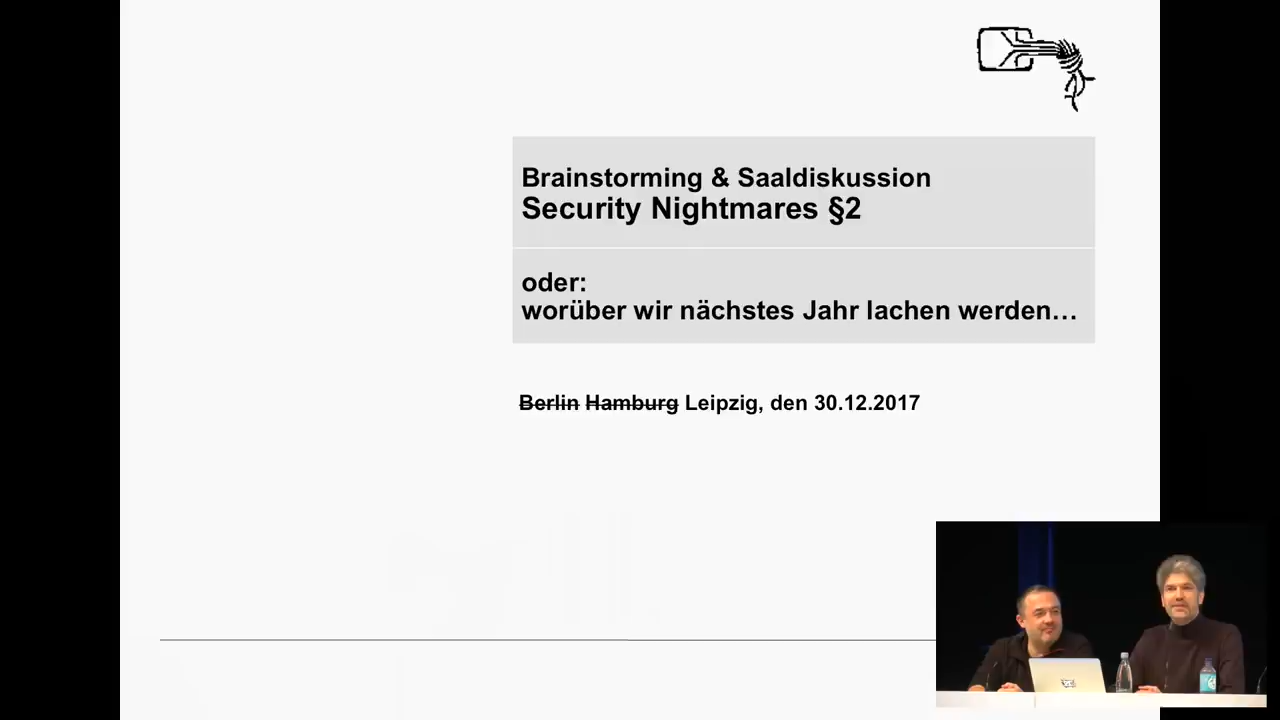 Brainstorming & Saaldiskussion
Security Nightmares §2
oder:
worüber wir nächstes Jahr lachen werden…
Berlin Hamburg Leipzig, den 30.12.2017